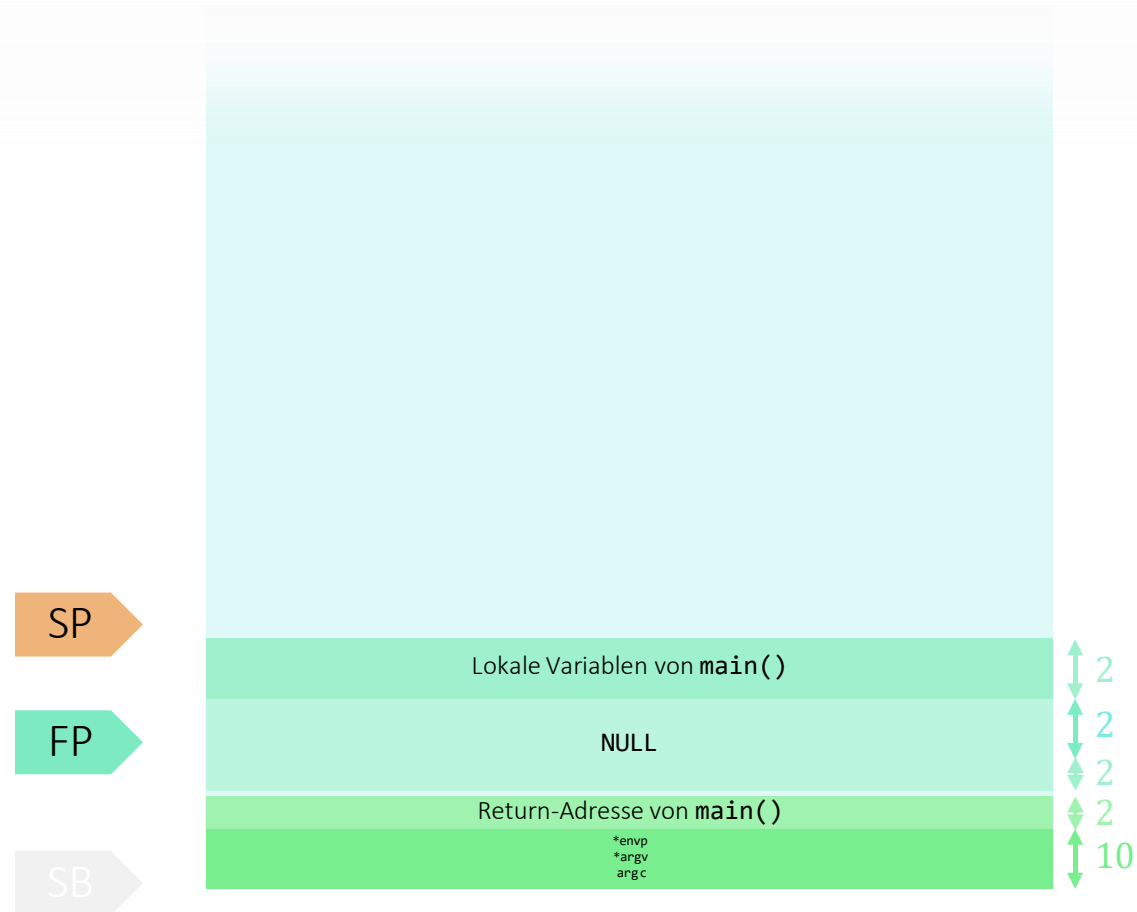 SP
Lokale Variablen von main()
2
FP
NULL
2
2
Return-Adresse von main()
2
*envp
*argv
argc
10
SB